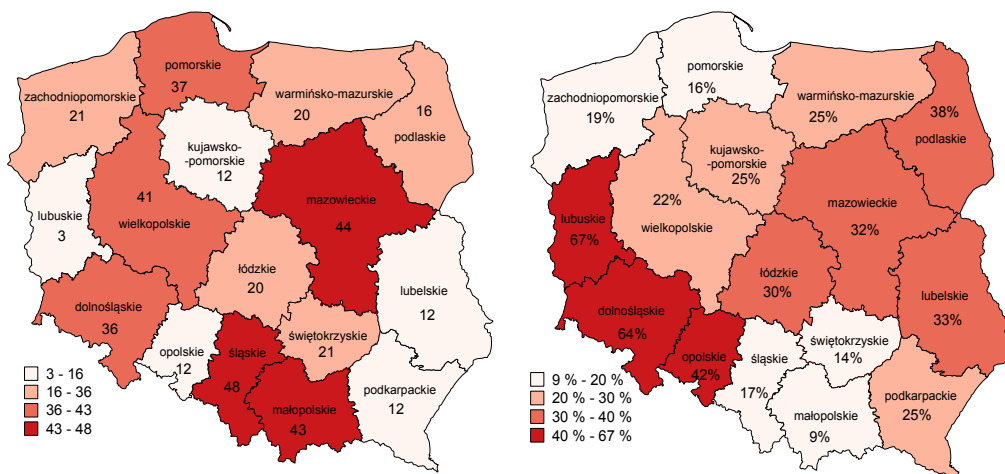 pomorskie
37
zachodniopomorskie
21
warmińsko-mazurskie
20
16
podlaskie
kujawsko-
-pomorskie
12
41
wielkopolskie
lubuskie
3
mazowieckie
44
łódzkie
20
lubelskie
12
dolnośląskie
36
opolskie
12
śląskie
48
świętokrzyskie
21
małopolskie
43
podkarpackie
12
3 - 16
16 - 36
36 - 43
43 - 48
pomorskie
16%
zachodniopomorskie
19%
warmińsko-mazurskie
25%
38%
podlaskie
kujawsko-
-pomorskie
25%
22%
wielkopolskie
lubuskie
67%
mazowieckie
32%
łódzkie
30%
lubelskie
33%
dolnośląskie
64%
opolskie
42%
śląskie
17%
świętokrzyskie
14%
małopolskie
9%
podkarpackie
25%
9 % - 20 %
20 % - 30 %
30 % - 40 %
40 % - 67 %